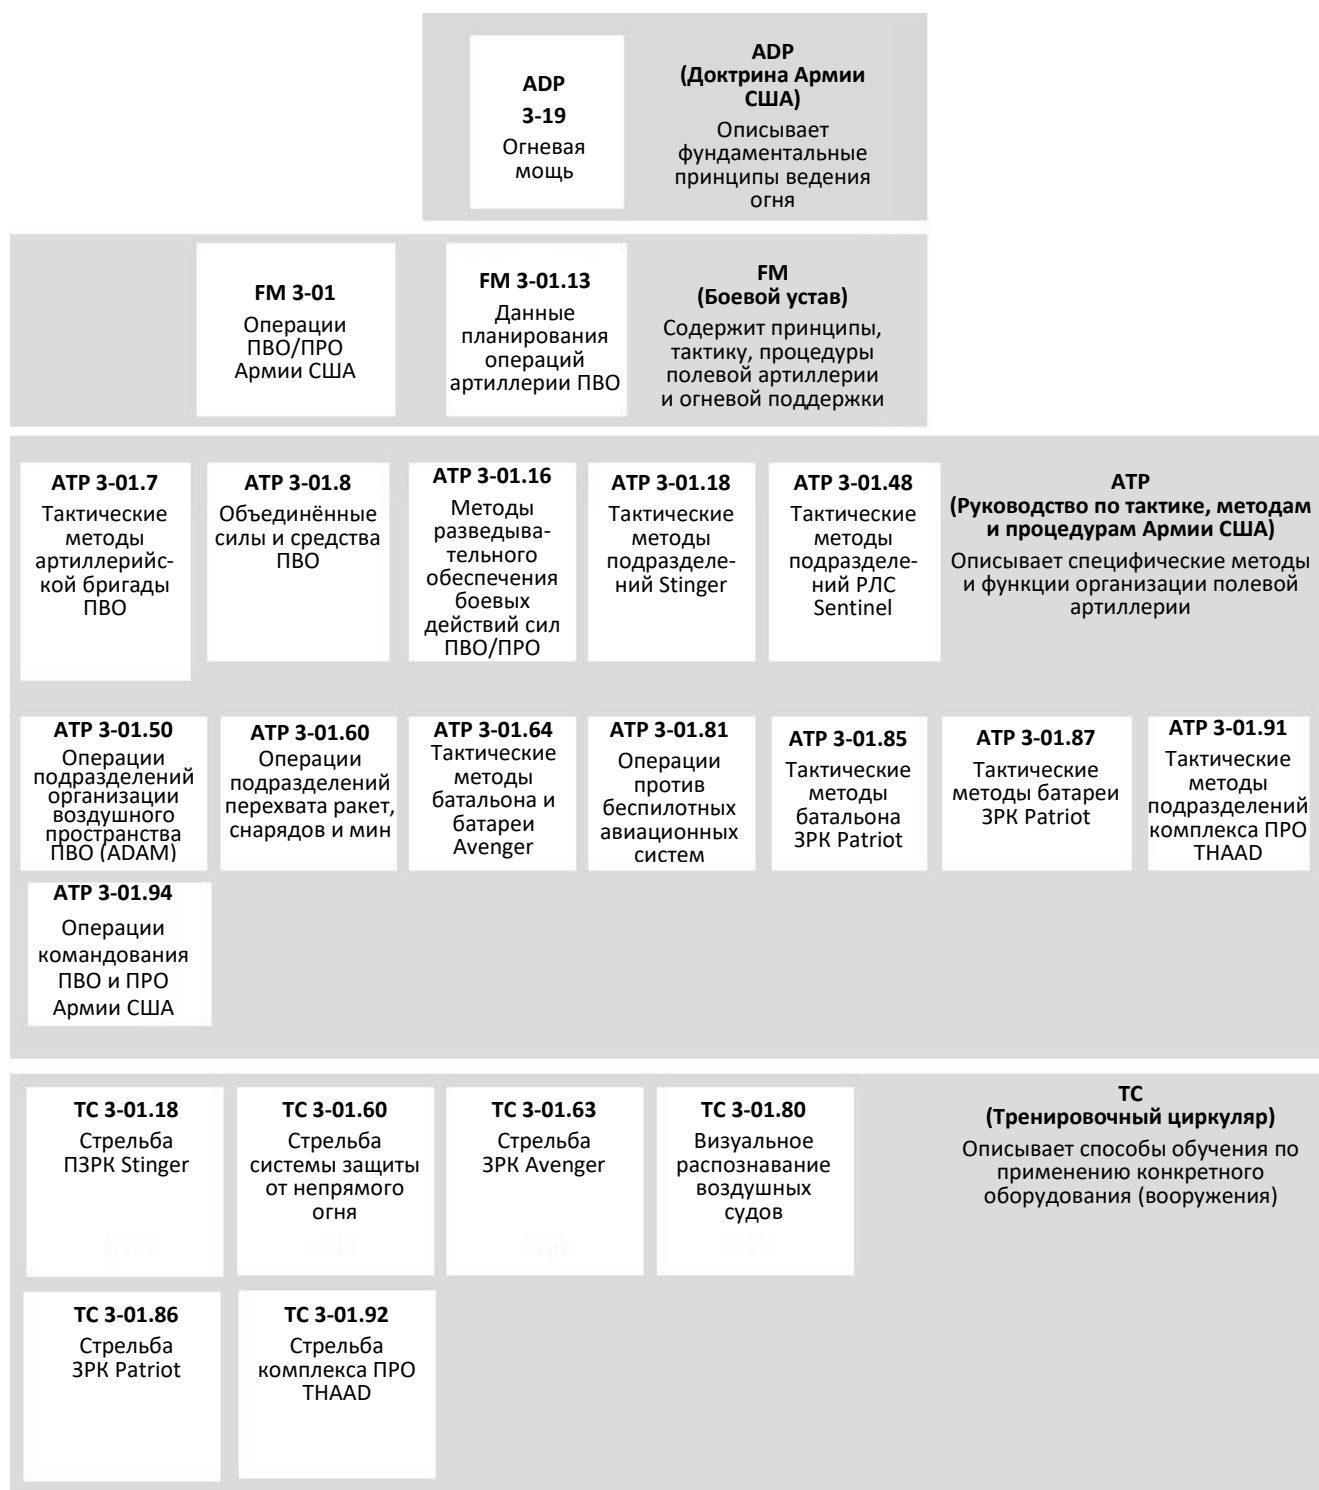 ADP
3-19
Огневая
мощь
ADP
(Доктрина Армии
США)
Описывает
фундаментальные
принципы ведения
огня
FM 3-01
Операции
ПВО/ПРО
Армии США
FM 3-01.13
Данные
планирования
операций
артиллерии ПВО
FM
(Боевой устав)
Содержит принципы,
тактику, процедуры
полевой артиллерии
и огневой поддержки
ATP 3-01.7
Тактические
методы
артиллерийс-
кой бригады
ПВО
ATP 3-01.8
Объединённые
силы и средства
ПВО
ATP 3-01.16
Методы
разведыва-
тельного
обеспечения
боевых
действий сил
ПВО/ПРО
ATP 3-01.18
Тактические
методы
подразделе-
ний Stinger
ATP 3-01.48
Тактические
методы
подразделе-
ний РЛС
Sentinel
ATP
(Руководство по тактике, методам
и процедурам Армии США)
Описывает специфические методы
и функции организации полевой
артиллерии
ATP 3-01.50
Операции
подразделений
организации
воздушного
пространства
ПВО (ADAM)
ATP 3-01.60
Операции
подразделений
перехвата ракет,
снарядов и мин
ATP 3-01.64
Тактические
методы
батальона и
батареи
Avenger
ATP 3-01.81
Операции
против
беспилотных
авиационных
систем
ATP 3-01.85
Тактические
методы
батальона
ЗРК Patriot
ATP 3-01.87
Тактические
методы батареи
ЗРК Patriot
ATP 3-01.91
Тактические
методы
подразделений
комплекса ПРО
THAAD
ATP 3-01.94
Операции
командования
ПВО и ПРО
Армии США
TC 3-01.18
Стрельба
ПЗРК Stinger
TC 3-01.60
Стрельба
системы защиты
от непрямого
огня
TC 3-01.63
Стрельба
ЗРК Avenger
TC 3-01.80
Визуальное
распознавание
воздушных
судов
TC
(Тренировочный циркуляр)
Описывает способы обучения по
применению конкретного
оборудования (вооружения)
TC 3-01.86
Стрельба
ЗРК Patriot
TC 3-01.92
Стрельба
комплекса ПРО
THAAD